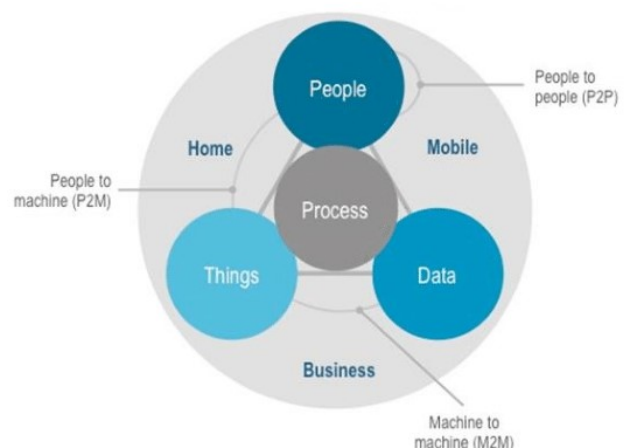 People
People to
people (P2P)
Home
Mobile
People to
machine (P2M)
Process
Things
Data
Business
Machine to
machine (M2M)